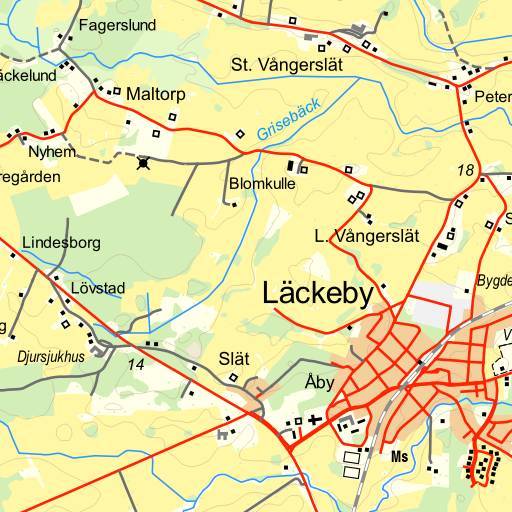 Fagerslund
St. Vångerslät
äckelund
Maltorp
Peter
Grisebäck
Nyhem
18
regården
Blomkulle
S
L. Vångerslät
Lindesborg
Bygde
Lövstad
Läckeby
g
V
Djursjukhus
14
Slät
Åby
Ms